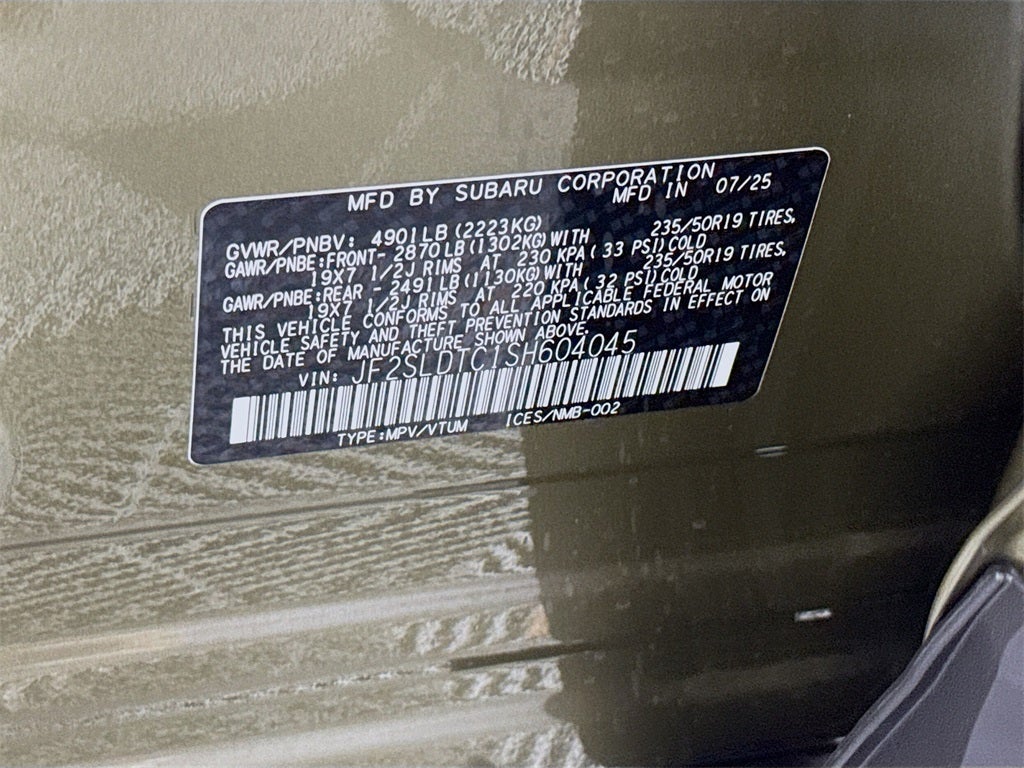 MFD BY SUBARU CORPORATION
MFD IN 07/25
GVWR/PNBV: 4901LB(2223KG)
GAWR/PNBE:FRONT- 2870LB(1302KG)WITH 235/50R19 TIRES,
19X7 1/2J RIMS AT 230 KPA( 33 PSI)COLD
GAWR/PNBE:REAR - 2491LB(1130KG)WITH 235/50R19 TIRES,
19X7 1/2J RIMS AT 220 KPA( 32 PSI)COLD
THIS VEHICLE CONFORMS TO ALL APPLICABLE FEDERAL MOTOR
VEHICLE SAFETY AND THEFT PREVENTION STANDARDS IN EFFECT ON
THE DATE OF MANUFACTURE SHOWN ABOVE.
VIN: JF2SLDTC1SH604045
TYPE:MPV/VTUM ICES/NMB-002